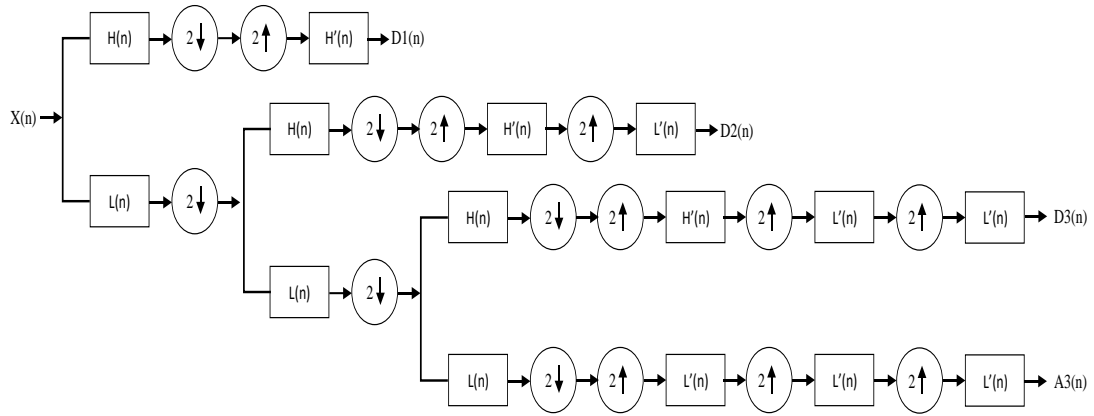 H(n) 2 2 H'(n) D1(n)
X(n)
H(n) 2 2 H'(n) 2 L'(n) D2(n)
L(n) 2
H(n) 2 2 H'(n) 2 L'(n) 2 L'(n) D3(n)
L(n) 2
L(n) 2 2 L'(n) 2 L'(n) 2 L'(n) A3(n)